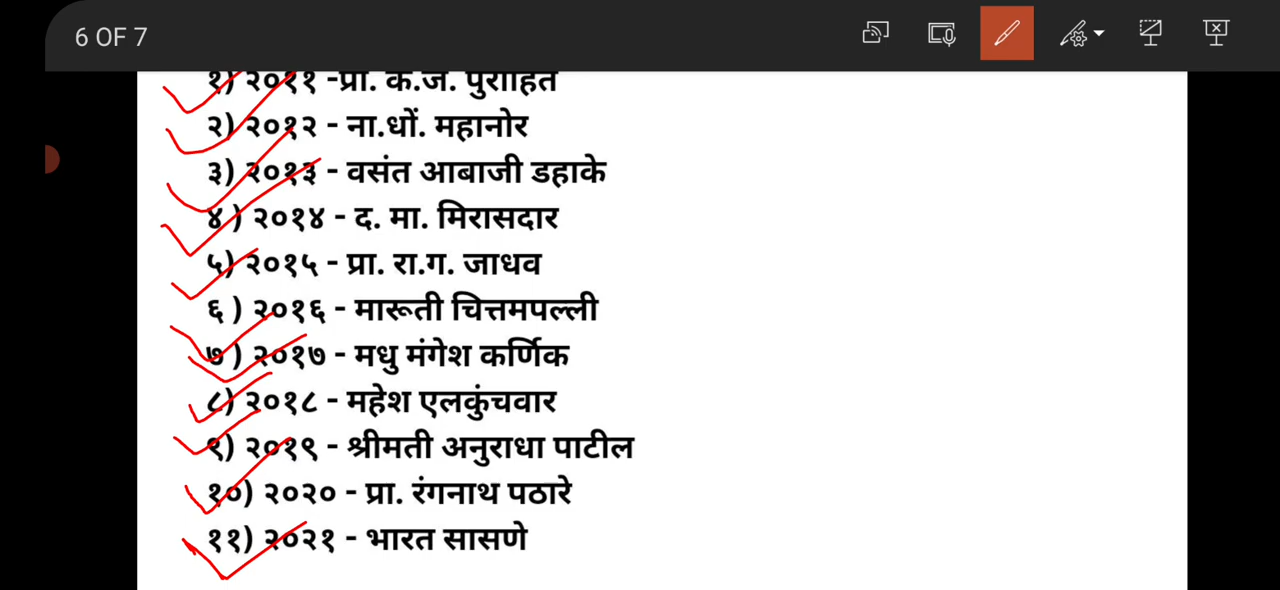 6 OF 7
१) २०११ -प्रा. के.ज. पुरोहित
२) २०१२ - ना.धों. महानोर
३) २०१३ - वसंत आबाजी डहाके
४ ) २०१४ - द. मा. मिरासदार
५) २०१५ - प्रा. रा.ग. जाधव
६ ) २०१६ - मारूती चित्तमपल्ली
७ ) २०१७ - मधु मंगेश कर्णिक
८) २०१८ - महेश एलकुंचवार
९) २०१९ - श्रीमती अनुराधा पाटील
१०) २०२० - प्रा. रंगनाथ पठारे
११) २०२१ - भारत सासणे